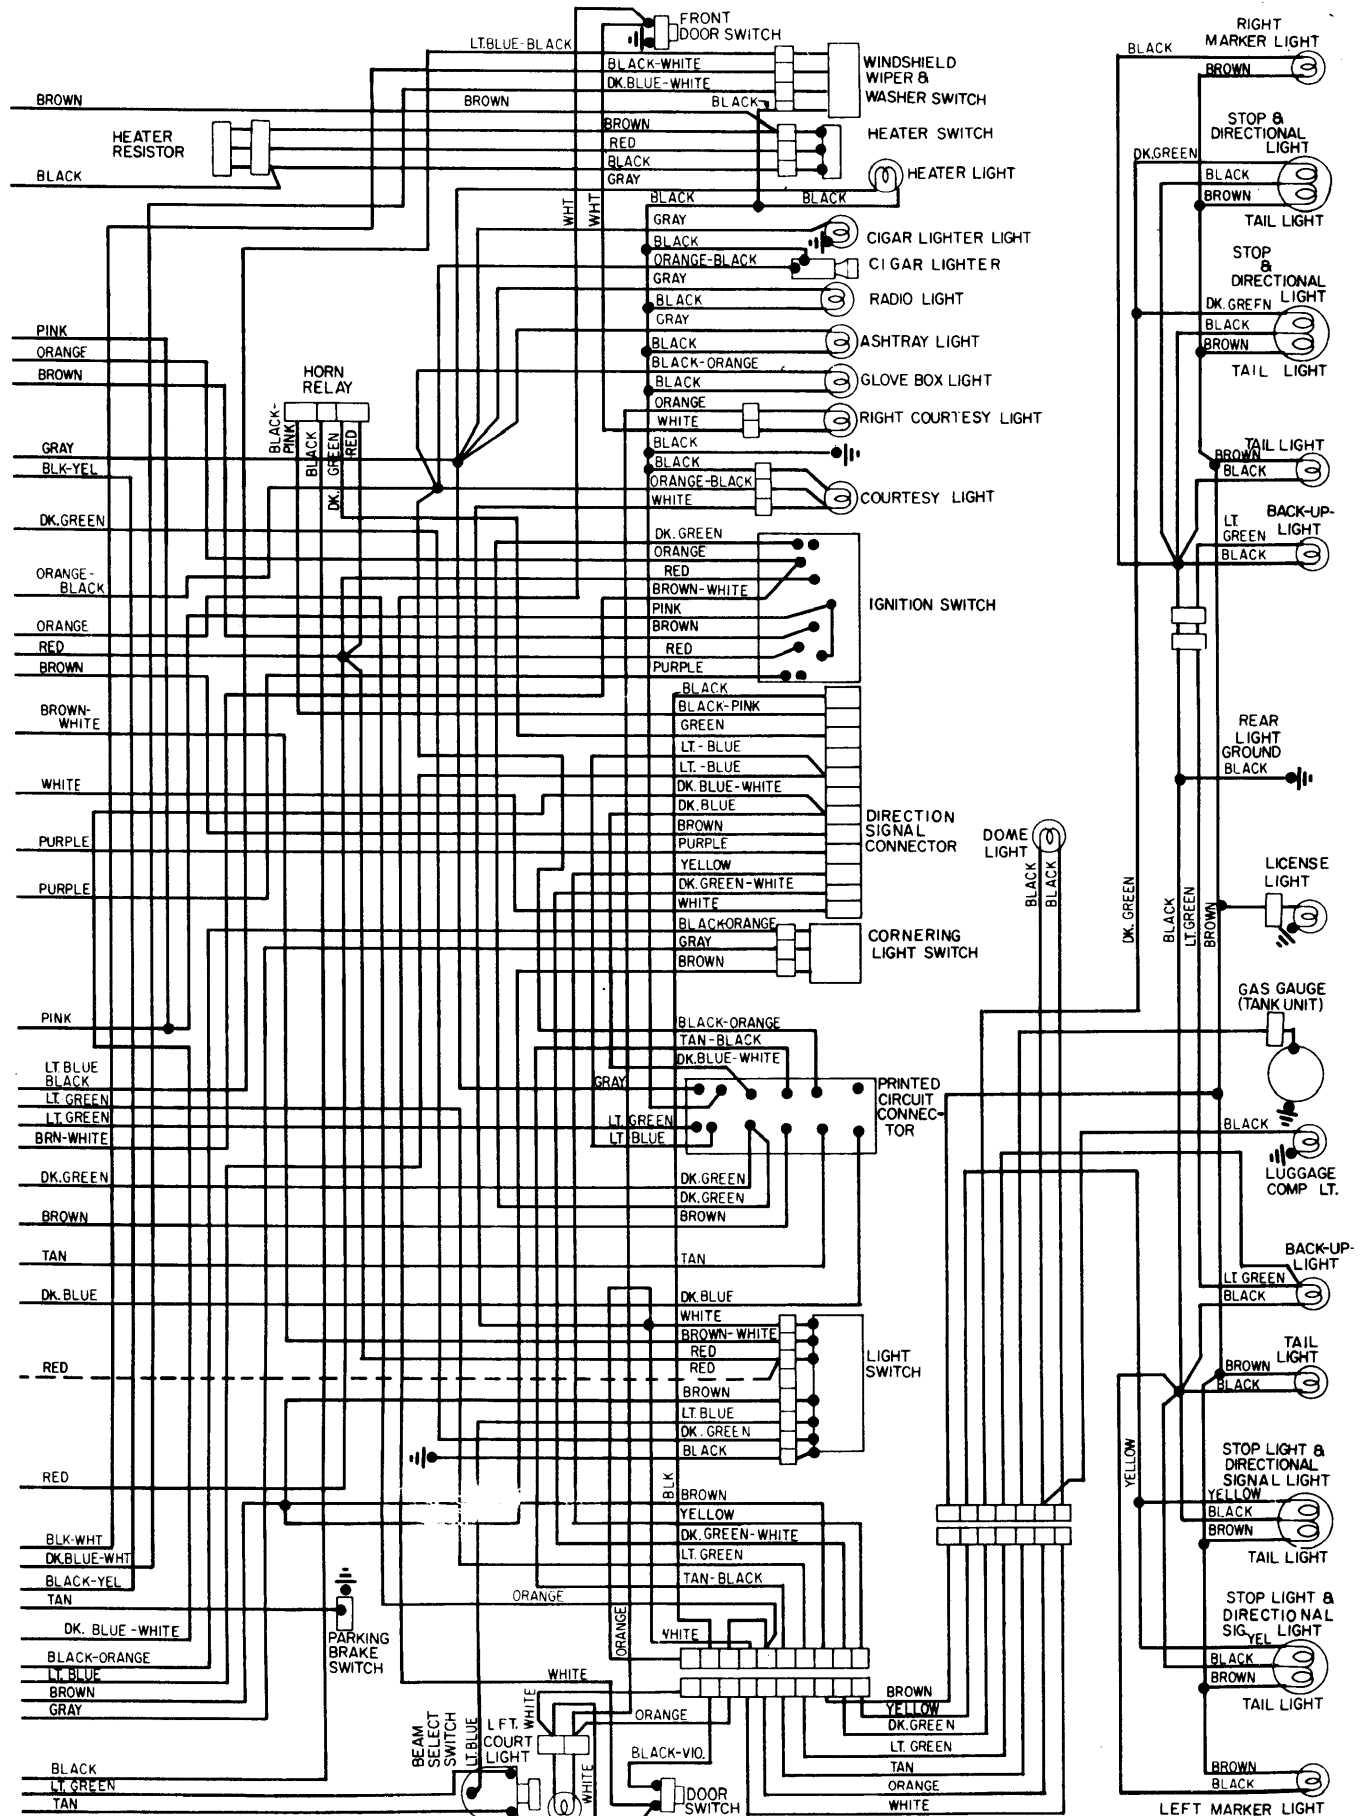 FRONT
DOOR SWITCH
LT.BLUE-BLACK
BLACK-WHITE
DK.BLUE-WHITE
BLACK
WINDSHIELD
WIPER &
WASHER SWITCH
BROWN
BROWN
BROWN
RED
BLACK
GRAY
HEATER SWITCH
HEATER
RESISTOR
BLACK
HEATER LIGHT
BLACK
BLACK
WHT
WHT
GRAY
BLACK
CIGAR LIGHTER LIGHT
ORANGE-BLACK
CIGAR LIGHTER
GRAY
BLACK
RADIO LIGHT
GRAY
BLACK
ASHTRAY LIGHT
BLACK-ORANGE
BLACK
GLOVE BOX LIGHT
ORANGE
WHITE
RIGHT COURTESY LIGHT
BLACK
BLACK
ORANGE-BLACK
WHITE
COURTESY LIGHT
PINK
ORANGE
BROWN
HORN
RELAY
BLACK-
PINK
BLACK
DK. GREEN
RED
GRAY
BLK-YEL
DK.GREEN
ORANGE-
BLACK
ORANGE
RED
BROWN
BROWN-
WHITE
WHITE
PURPLE
PURPLE
DK. GREEN
ORANGE
RED
BROWN-WHITE
PINK
BROWN
RED
PURPLE
IGNITION SWITCH
BLACK
BLACK-PINK
GREEN
LT.-BLUE
LT.-BLUE
DK. BLUE-WHITE
DK. BLUE
BROWN
PURPLE
YELLOW
DK. GREEN-WHITE
WHITE
DIRECTION
SIGNAL
CONNECTOR
BLACK-ORANGE
GRAY
BROWN
CORNERING
LIGHT SWITCH
PINK
LT. BLUE
BLACK
LT. GREEN
LT. GREEN
BRN-WHITE
DK.GREEN
BROWN
TAN
DK. BLUE
BLACK-ORANGE
TAN-BLACK
DK.BLUE-WHITE
GRAY
LT. GREEN
LT. BLUE
PRINTED
CIRCUIT
CONNEC-
TOR
DK.GREEN
DK. GREEN
BROWN
TAN
DK.BLUE
WHITE
BROWN-WHITE
RED
RED
BROWN
LT. BLUE
DK. GREEN
BLACK
LIGHT
SWITCH
RED
RED
BLK
BROWN
YELLOW
DK. GREEN-WHITE
LT. GREEN
TAN-BLACK
ORANGE
BLK-WHT
DK.BLUE-WHT
BLACK-YEL
TAN
DK. BLUE-WHITE
BLACK-ORANGE
LT. BLUE
BROWN
GRAY
PARKING
BRAKE
SWITCH
ORANGE
WHITE
WHITE
WHITE
ORANGE
BEAM
SELECT
SWITCH
LT.BLUE
LFT.
COURT
LIGHT
WHITE
BLACK-VIO.
DOOR
SWITCH
BLACK
LT. GREEN
TAN
BROWN
YELLOW
DK.GREEN
LT. GREEN
TAN
ORANGE
WHITE
DOME
LIGHT
BLACK
BLACK
RIGHT
MARKER LIGHT
BLACK
BROWN
STOP &
DIRECTIONAL
LIGHT
DK.GREEN
BLACK
BROWN
TAIL LIGHT
STOP
&
DIRECTIONAL
LIGHT
DK. GREEN
BLACK
BROWN
TAIL LIGHT
TAIL LIGHT
BROWN
BLACK
BACK-UP-
LIGHT
LT.
GREEN
BLACK
REAR
LIGHT
GROUND
BLACK
LICENSE
LIGHT
DK. GREEN
BLACK
LT.GREEN
BROWN
GAS GAUGE
(TANK UNIT)
BLACK
LUGGAGE
COMP LT.
BACK-UP-
LIGHT
LT GREEN
BLACK
TAIL
LIGHT
BROWN
BLACK
YELLOW
STOP LIGHT &
DIRECTIONAL
SIGNAL LIGHT
YELLOW
BLACK
BROWN
TAIL LIGHT
STOP LIGHT &
DIRECTIONAL
SIG. LIGHT
YEL
BLACK
BROWN
TAIL LIGHT
BROWN
BLACK
LEFT MARKER LIGHT